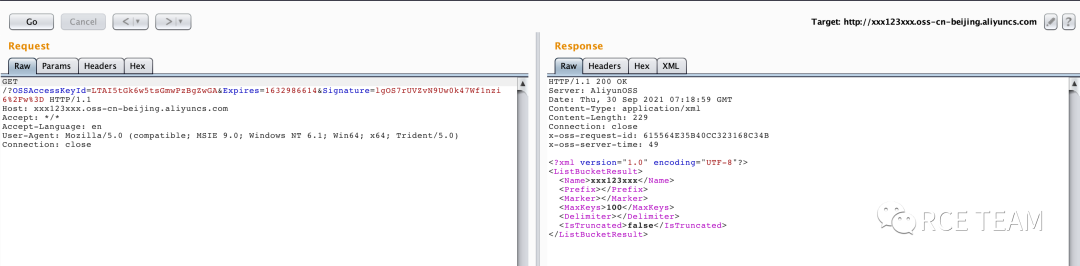 Go Cancel < > Target: http://xxx123xxx.oss-cn-beijing.aliyuncs.com ?
Request
Raw Params Headers Hex
GET
/?OSSAccessKeyId=LTAI5tGk6w5tsGmwPzBgZwGA&Expires=1632986614&Signature=lgOS7rUVZvN9Uw0k47Wf1nzi
6%2Fw%3D HTTP/1.1
Host: xxx123xxx.oss-cn-beijing.aliyuncs.com
Accept: */*
Accept-Language: en
User-Agent: Mozilla/5.0 (compatible; MSIE 9.0; Windows NT 6.1; Win64; x64; Trident/5.0)
Connection: close
Response
Raw Headers Hex XML
HTTP/1.1 200 OK
Server: AliyunOSS
Date: Thu, 30 Sep 2021 07:18:59 GMT
Content-Type: application/xml
Content-Length: 229
Connection: close
x-oss-request-id: 615564E35B40CC323168C34B
x-oss-server-time: 49
<?xml version="1.0" encoding="UTF-8"?>
<ListBucketResult>
<Name>xxx123xxx</Name>
<Prefix></Prefix>
<Marker></Marker>
<MaxKeys>100</MaxKeys>
<Delimiter></Delimiter>
<IsTruncated>false</IsTruncated>
</ListBucketResult>
RCE TEAM